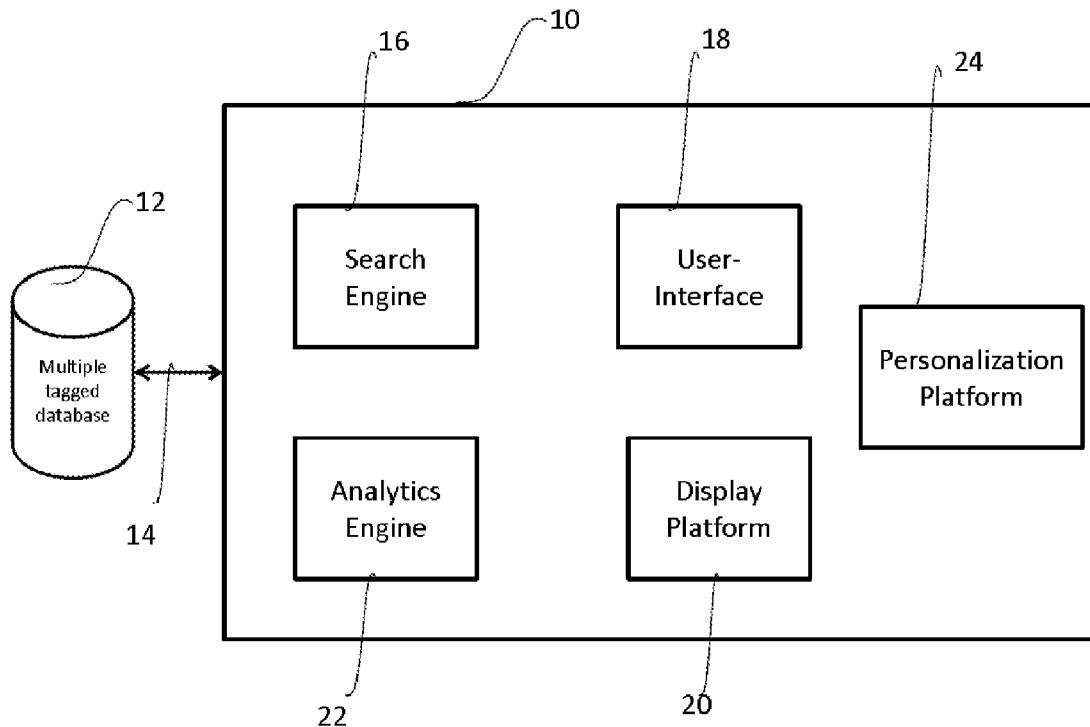 10
16
18
24
12
Search
Engine
User-
Interface
Multiple
tagged
database
Personalization
Platform
14
Analytics
Engine
Display
Platform
22
20